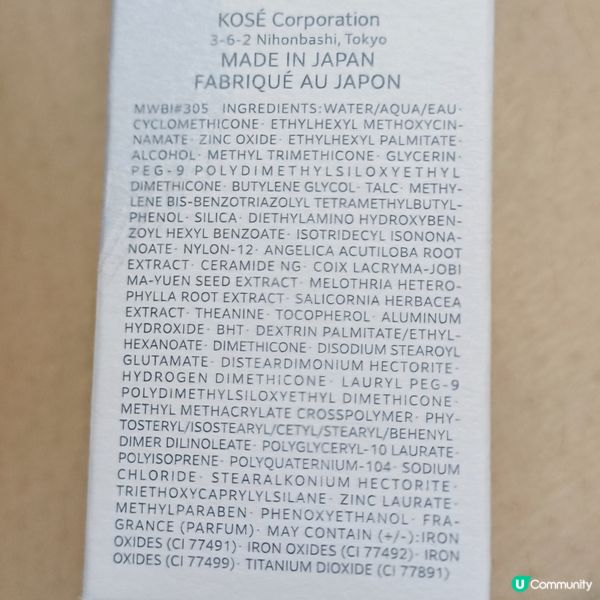 KOSÉ Corporation
3-6-2 Nihonbashi, Tokyo
MADE IN JAPAN
FABRIQUÉ AU JAPON
MWBI#305 INGREDIENTS:WATER/AQUA/EAU·
CYCLOMETHICONE· ETHYLHEXYL METHOXYCIN-
NAMATE· ZINC OXIDE· ETHYLHEXYL PALMITATE·
ALCOHOL· METHYL TRIMETHICONE· GLYCERIN·
PEG-9 POLYDIMETHYLSILOXYETHYL
DIMETHICONE· BUTYLENE GLYCOL· TALC· METHY-
LENE BIS-BENZOTRIAZOLYL TETRAMETHYLBUTYL-
PHENOL· SILICA· DIETHYLAMINO HYDROXYBEN-
ZOYL HEXYL BENZOATE· ISOTRIDECYL ISONONA-
NOATE· NYLON-12· ANGELICA ACUTILOBA ROOT
EXTRACT· CERAMIDE NG· COIX LACRYMA-JOBI
MA-YUEN SEED EXTRACT· MELOTHRIA HETERO-
PHYLLA ROOT EXTRACT· SALICORNIA HERBACEA
EXTRACT· THEANINE· TOCOPHEROL· ALUMINUM
HYDROXIDE· BHT· DEXTRIN PALMITATE/ETHYL-
HEXANOATE· DIMETHICONE· DISODIUM STEAROYL
GLUTAMATE· DISTEARDIMONIUM HECTORITE·
HYDROGEN DIMETHICONE· LAURYL PEG-9
POLYDIMETHYLSILOXYETHYL DIMETHICONE·
METHYL METHACRYLATE CROSSPOLYMER· PHY-
TOSTERYL/ISOSTEARYL/CETYL/STEARYL/BEHENYL
DIMER DILINOLEATE· POLYGLYCERYL-10 LAURATE·
POLYISOPRENE· POLYQUATERNIUM-104· SODIUM
CHLORIDE· STEARALKONIUM HECTORITE·
TRIETHOXYCAPRYLYLSILANE· ZINC LAURATE·
METHYLPARABEN· PHENOXYETHANOL· FRA-
GRANCE (PARFUM)· MAY CONTAIN (+/-):IRON
OXIDES (CI 77491)· IRON OXIDES (CI 77492)· IRON
OXIDES (CI 77499)· TITANIUM DIOXIDE (CI 77891)
U Community